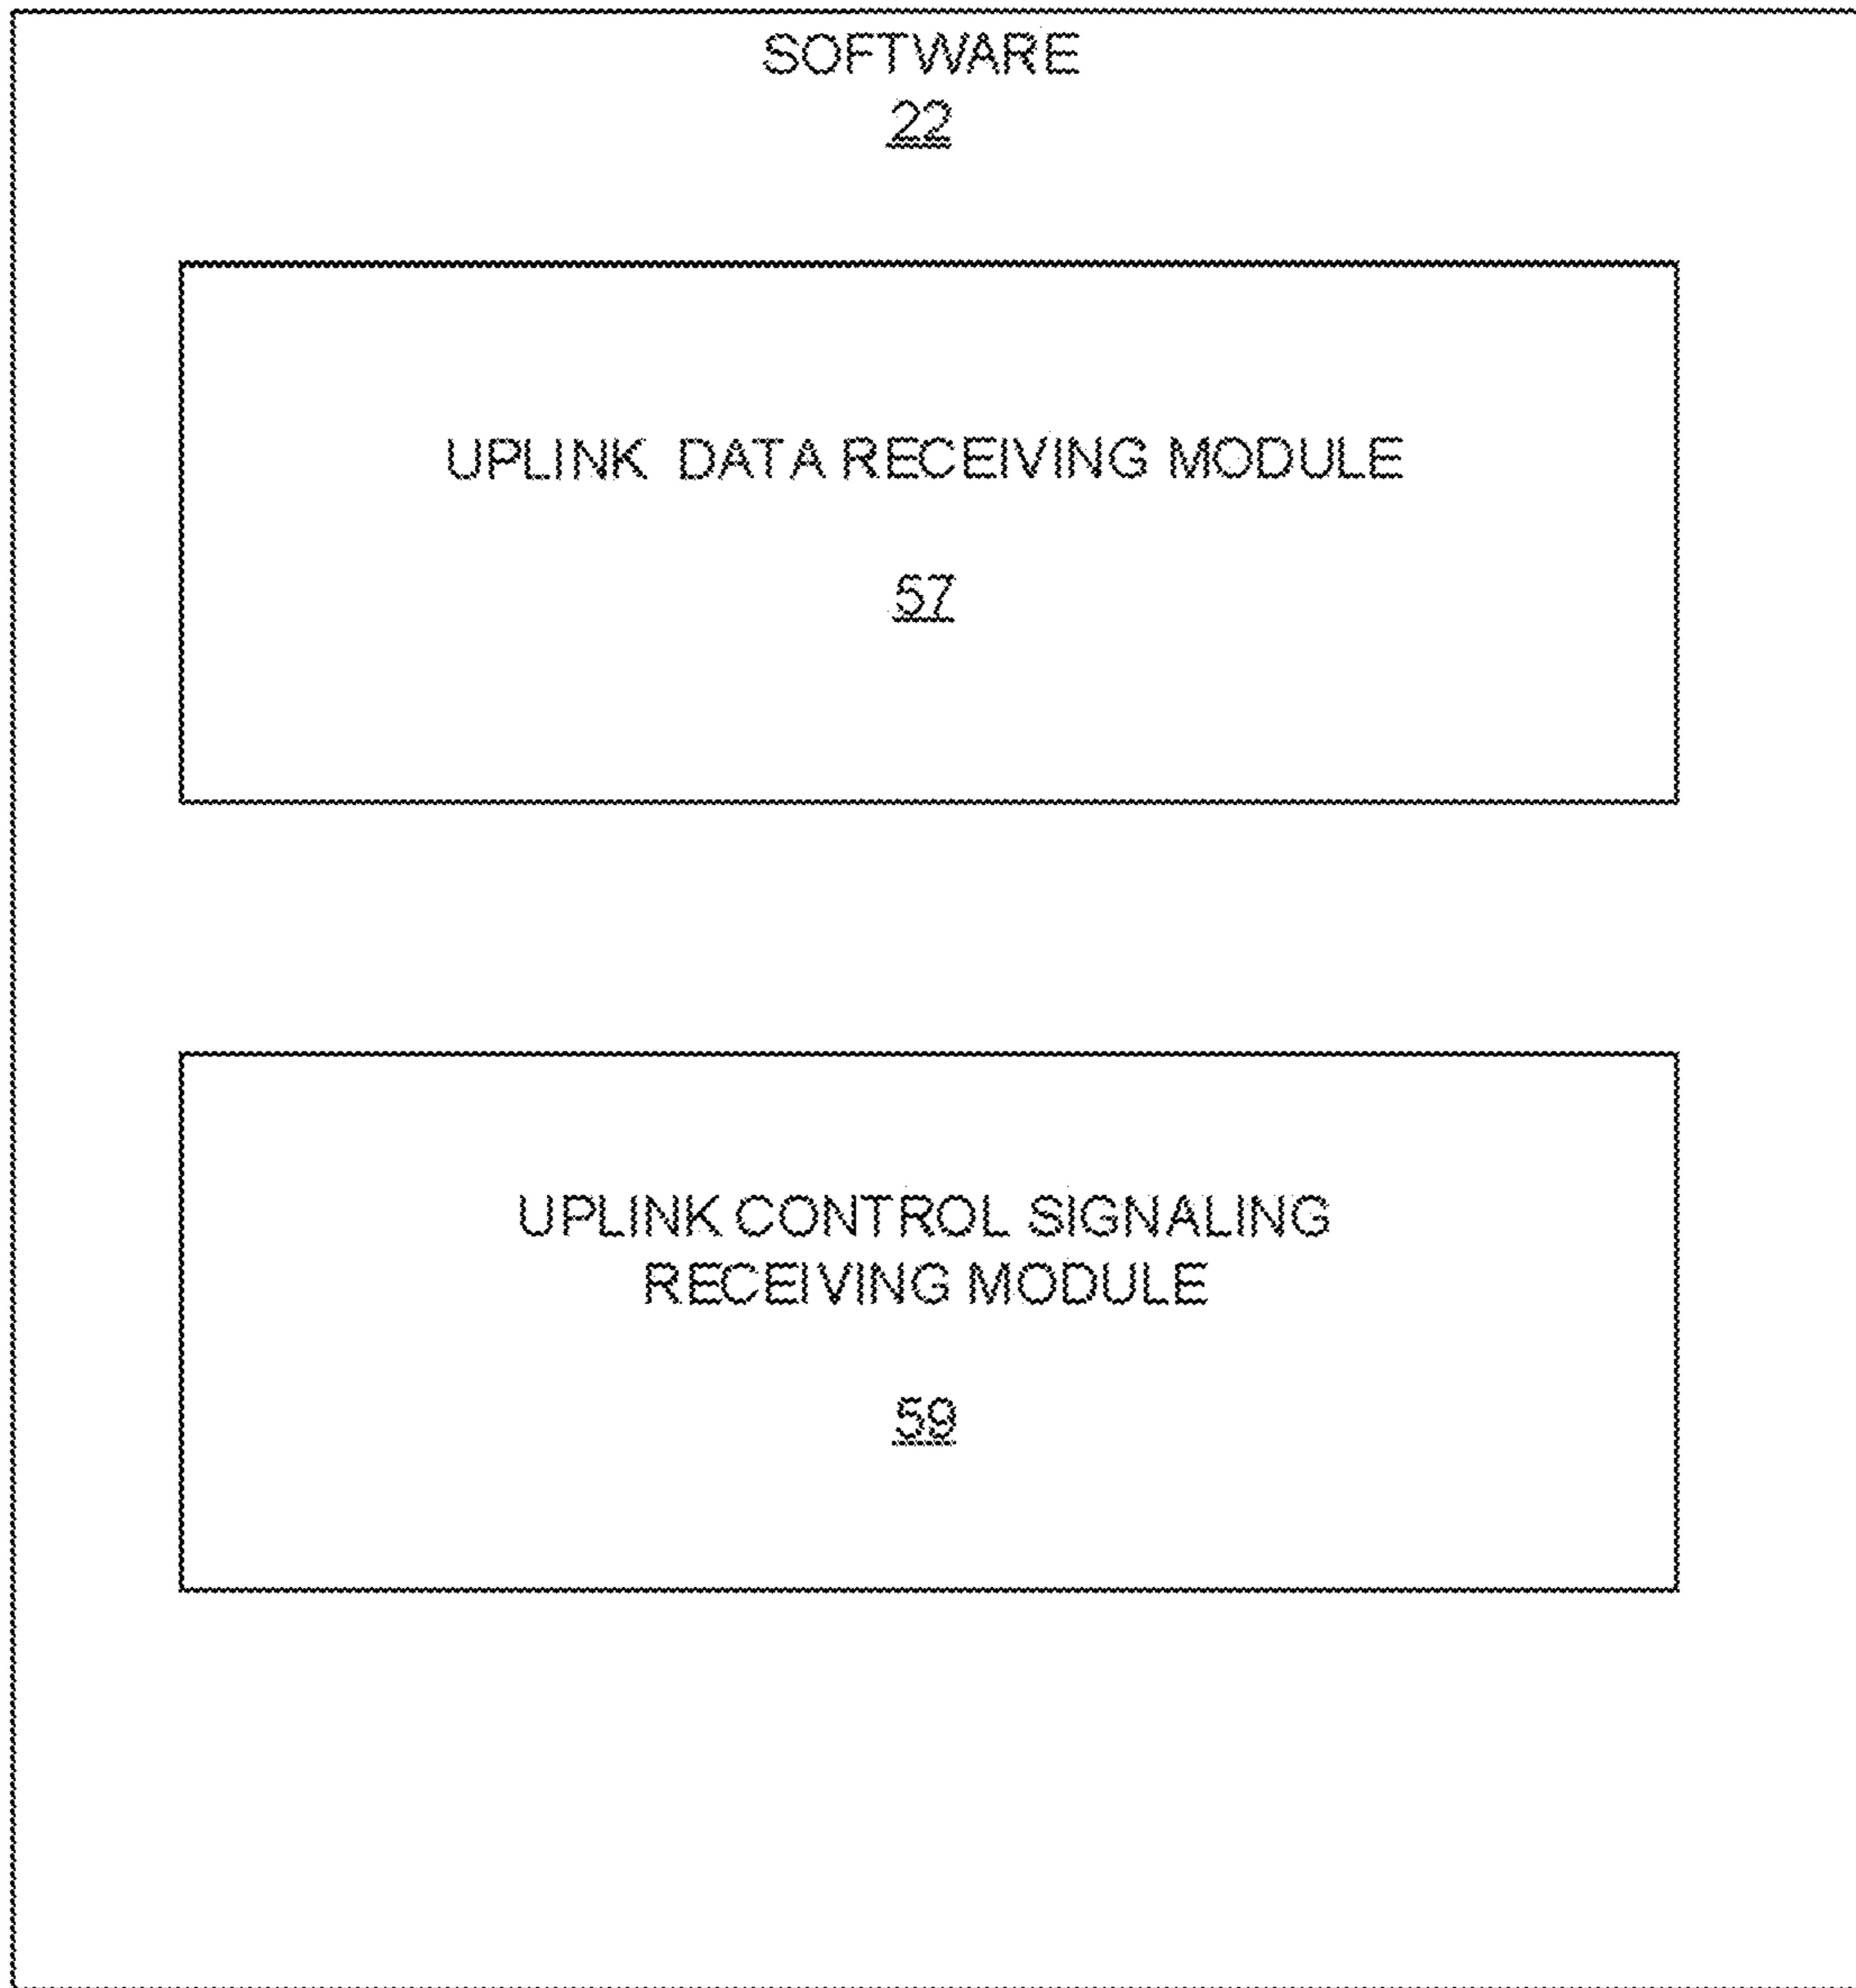 SOFTWARE
22
UPLINK DATA RECEIVING MODULE
57
UPLINK CONTROL SIGNALING
RECEIVING MODULE
59